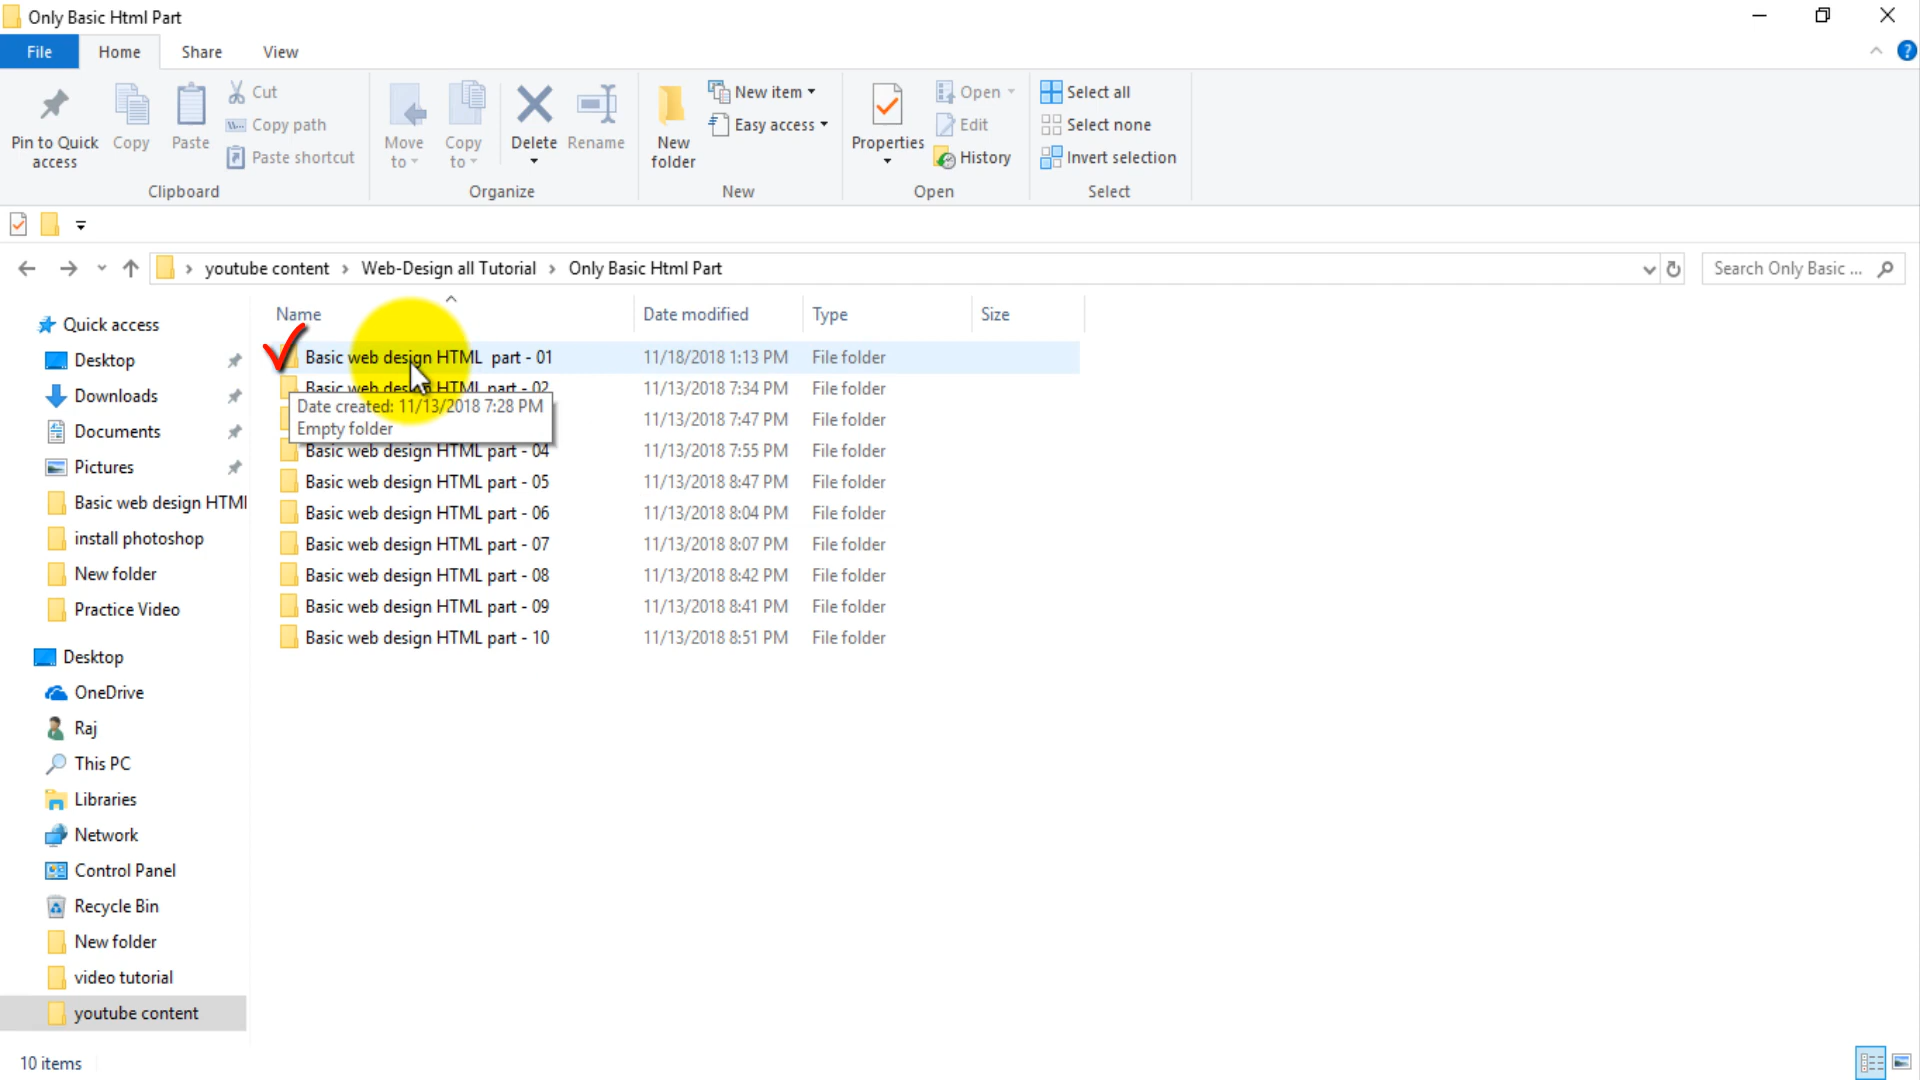 Only Basic Html Part
File Home Share View
Pin to Quick access
Copy
Paste
Cut
Copy path
Paste shortcut
Clipboard
Move to
Copy to
Delete
Rename
Organize
New folder
New item
Easy access
New
Properties
Open
Edit
History
Open
Select all
Select none
Invert selection
Select
youtube content › Web-Design all Tutorial › Only Basic Html Part
Search Only Basic ...
Quick access
Desktop
Downloads
Documents
Pictures
Basic web design HTMl
install photoshop
New folder
Practice Video
Desktop
OneDrive
Raj
This PC
Libraries
Network
Control Panel
Recycle Bin
New folder
video tutorial
youtube content
Name Date modified Type Size
Basic web design HTML  part - 01 11/18/2018 1:13 PM File folder
Basic web design HTML part - 02 11/13/2018 7:34 PM File folder
Date created: 11/13/2018 7:28 PM
Empty folder
11/13/2018 7:47 PM File folder
Basic web design HTML part - 04 11/13/2018 7:55 PM File folder
Basic web design HTML part - 05 11/13/2018 8:47 PM File folder
Basic web design HTML part - 06 11/13/2018 8:04 PM File folder
Basic web design HTML part - 07 11/13/2018 8:07 PM File folder
Basic web design HTML part - 08 11/13/2018 8:42 PM File folder
Basic web design HTML part - 09 11/13/2018 8:41 PM File folder
Basic web design HTML part - 10 11/13/2018 8:51 PM File folder
10 items